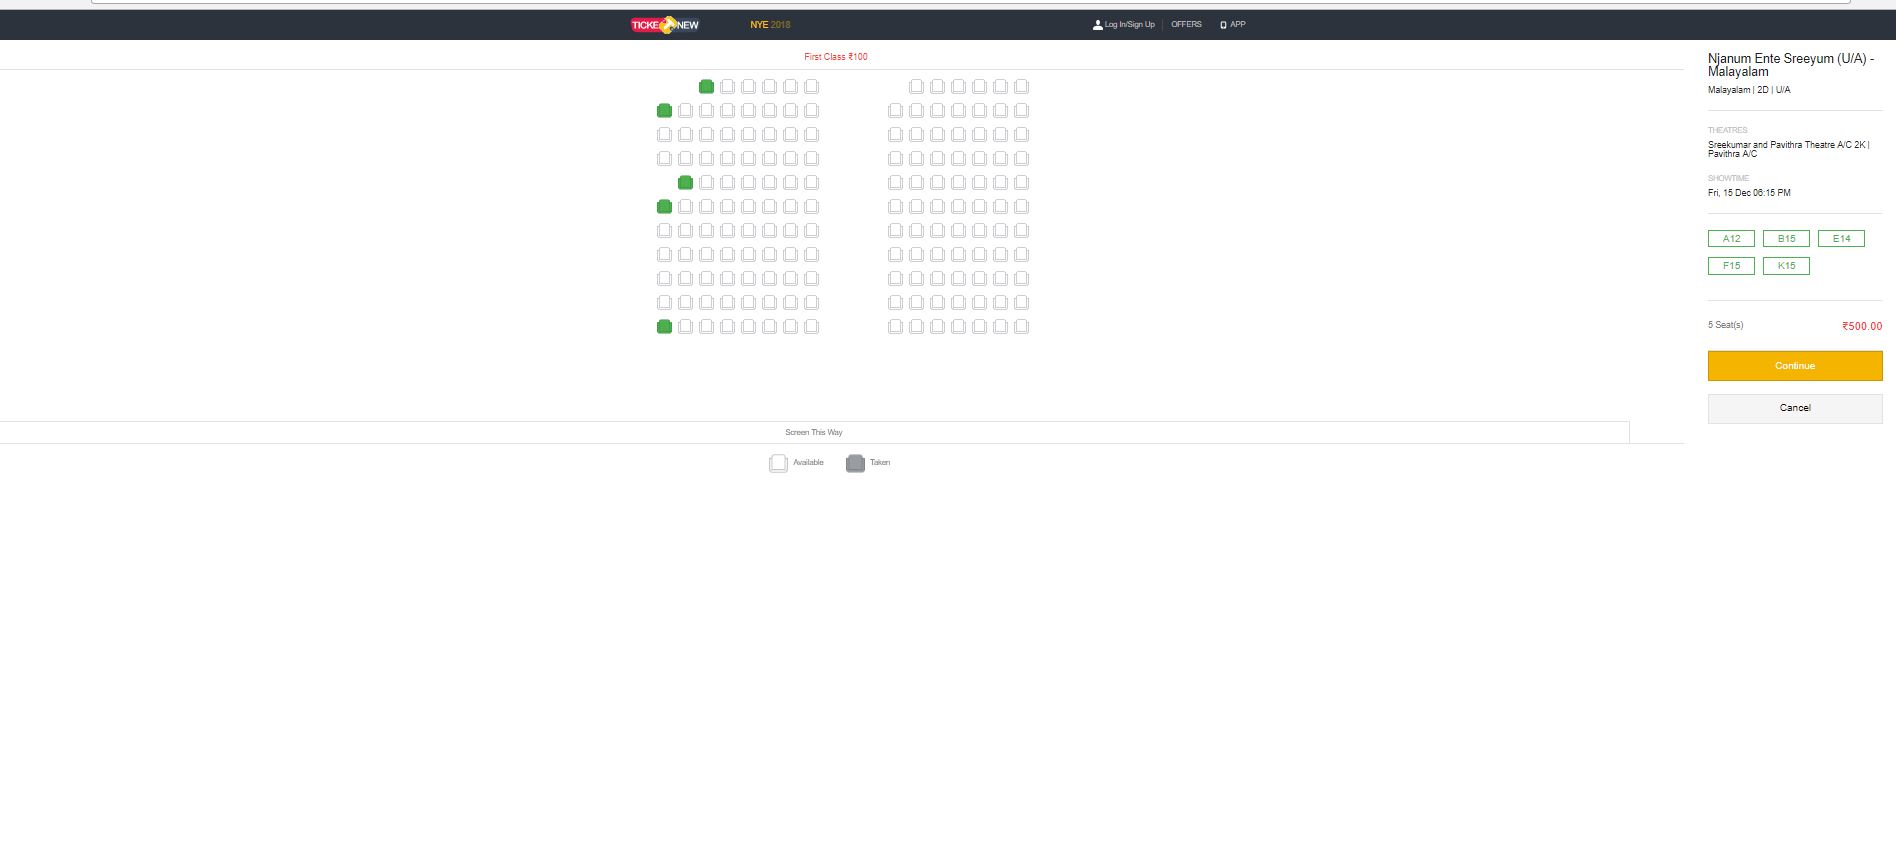 TICKE NEW
NYE 2018
Log In/Sign Up
OFFERS
APP
First Class ₹100
Screen This Way
Available
Taken
Njanum Ente Sreeyum (U/A) -
Malayalam
Malayalam | 2D | U/A
THEATRES
Sreekumar and Pavithra Theatre A/C 2K |
Pavithra A/C
SHOWTIME
Fri, 15 Dec 06:15 PM
A12 B15 E14
F15 K15
5 Seat(s) ₹500.00
Continue
Cancel